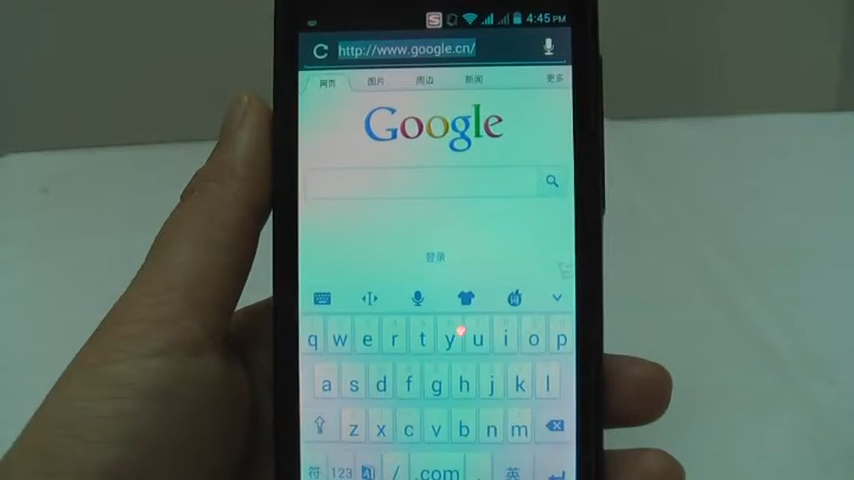 S 4:45 PM
http://www.google.cn/
网页 图片 周边 新闻 更多
Google
登录
词
q w e r t y u i o p
a s d f g h j k l
z x c v b n m
符 123 / .com . 英